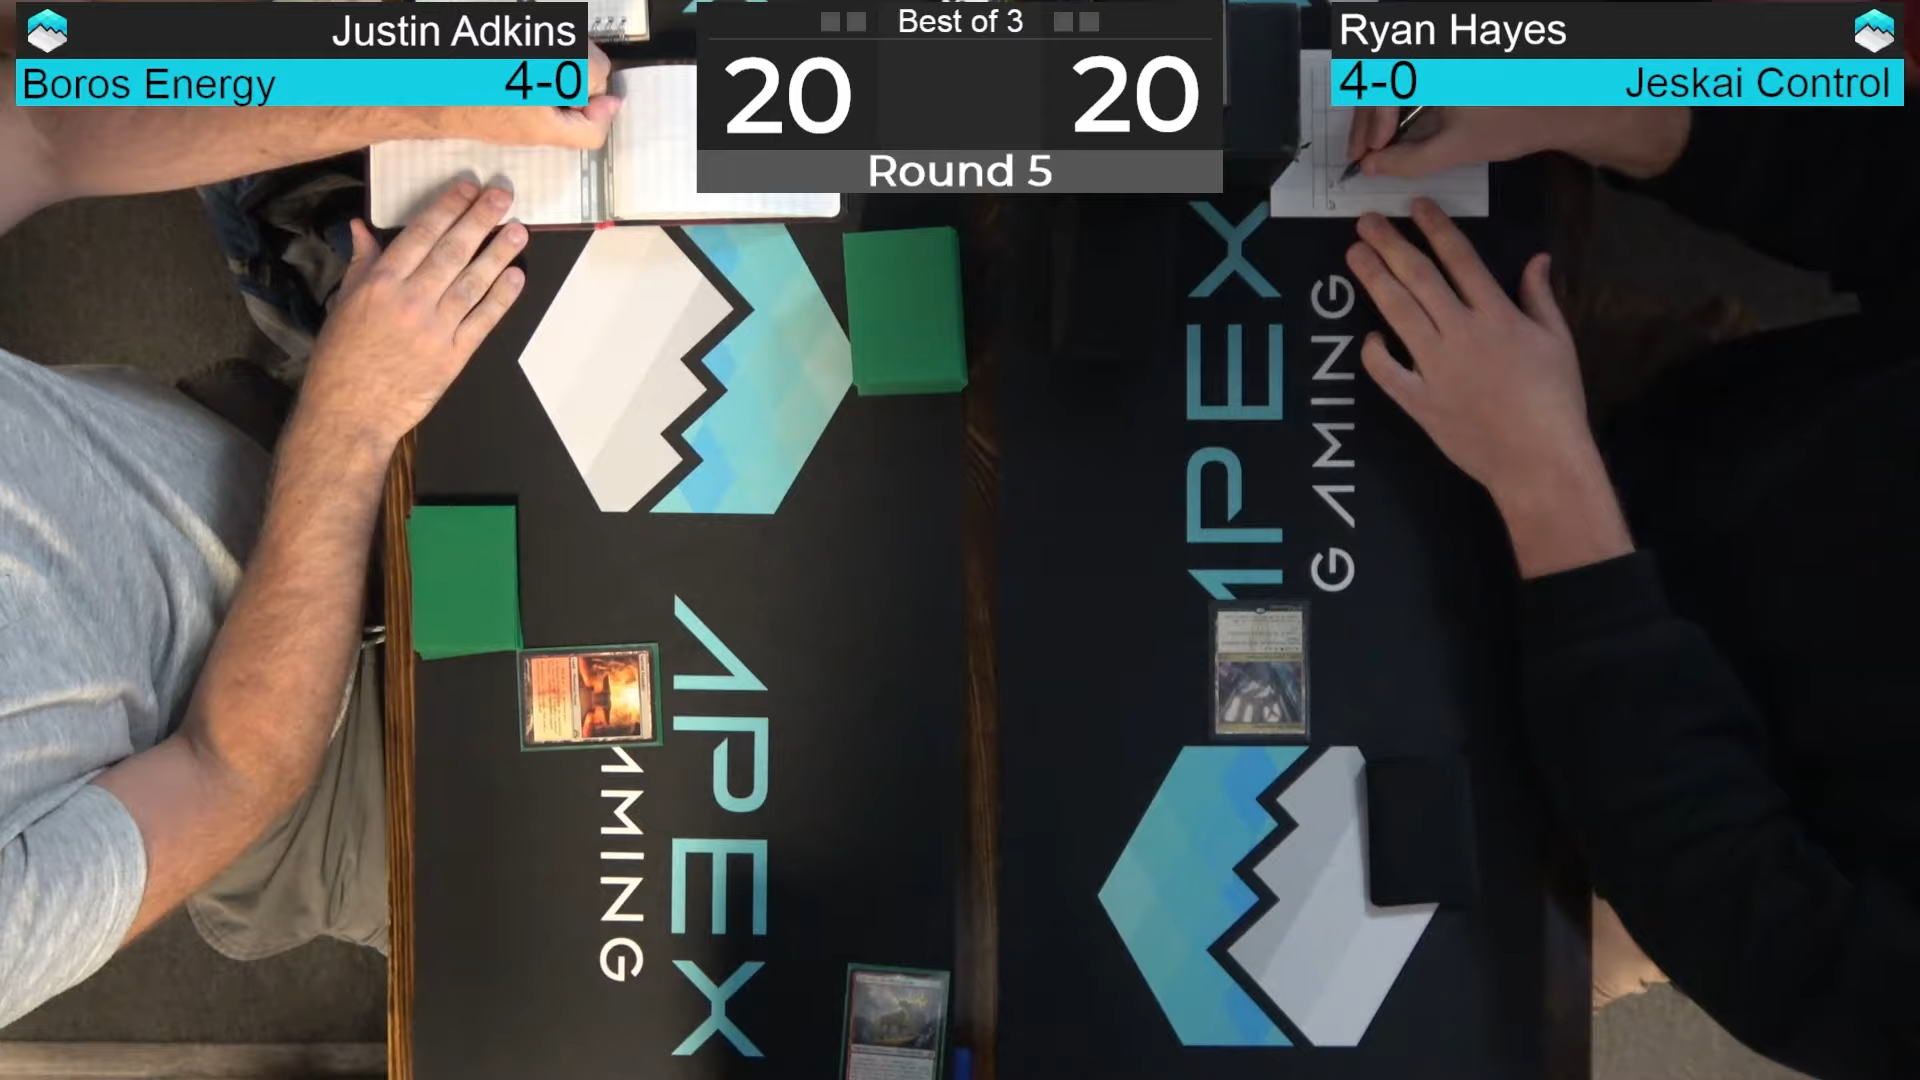 Justin Adkins
Boros Energy 4-0
Best of 3
20 20
Round 5
Ryan Hayes
4-0 Jeskai Control
APEX
GAMING
APEX
GAMING